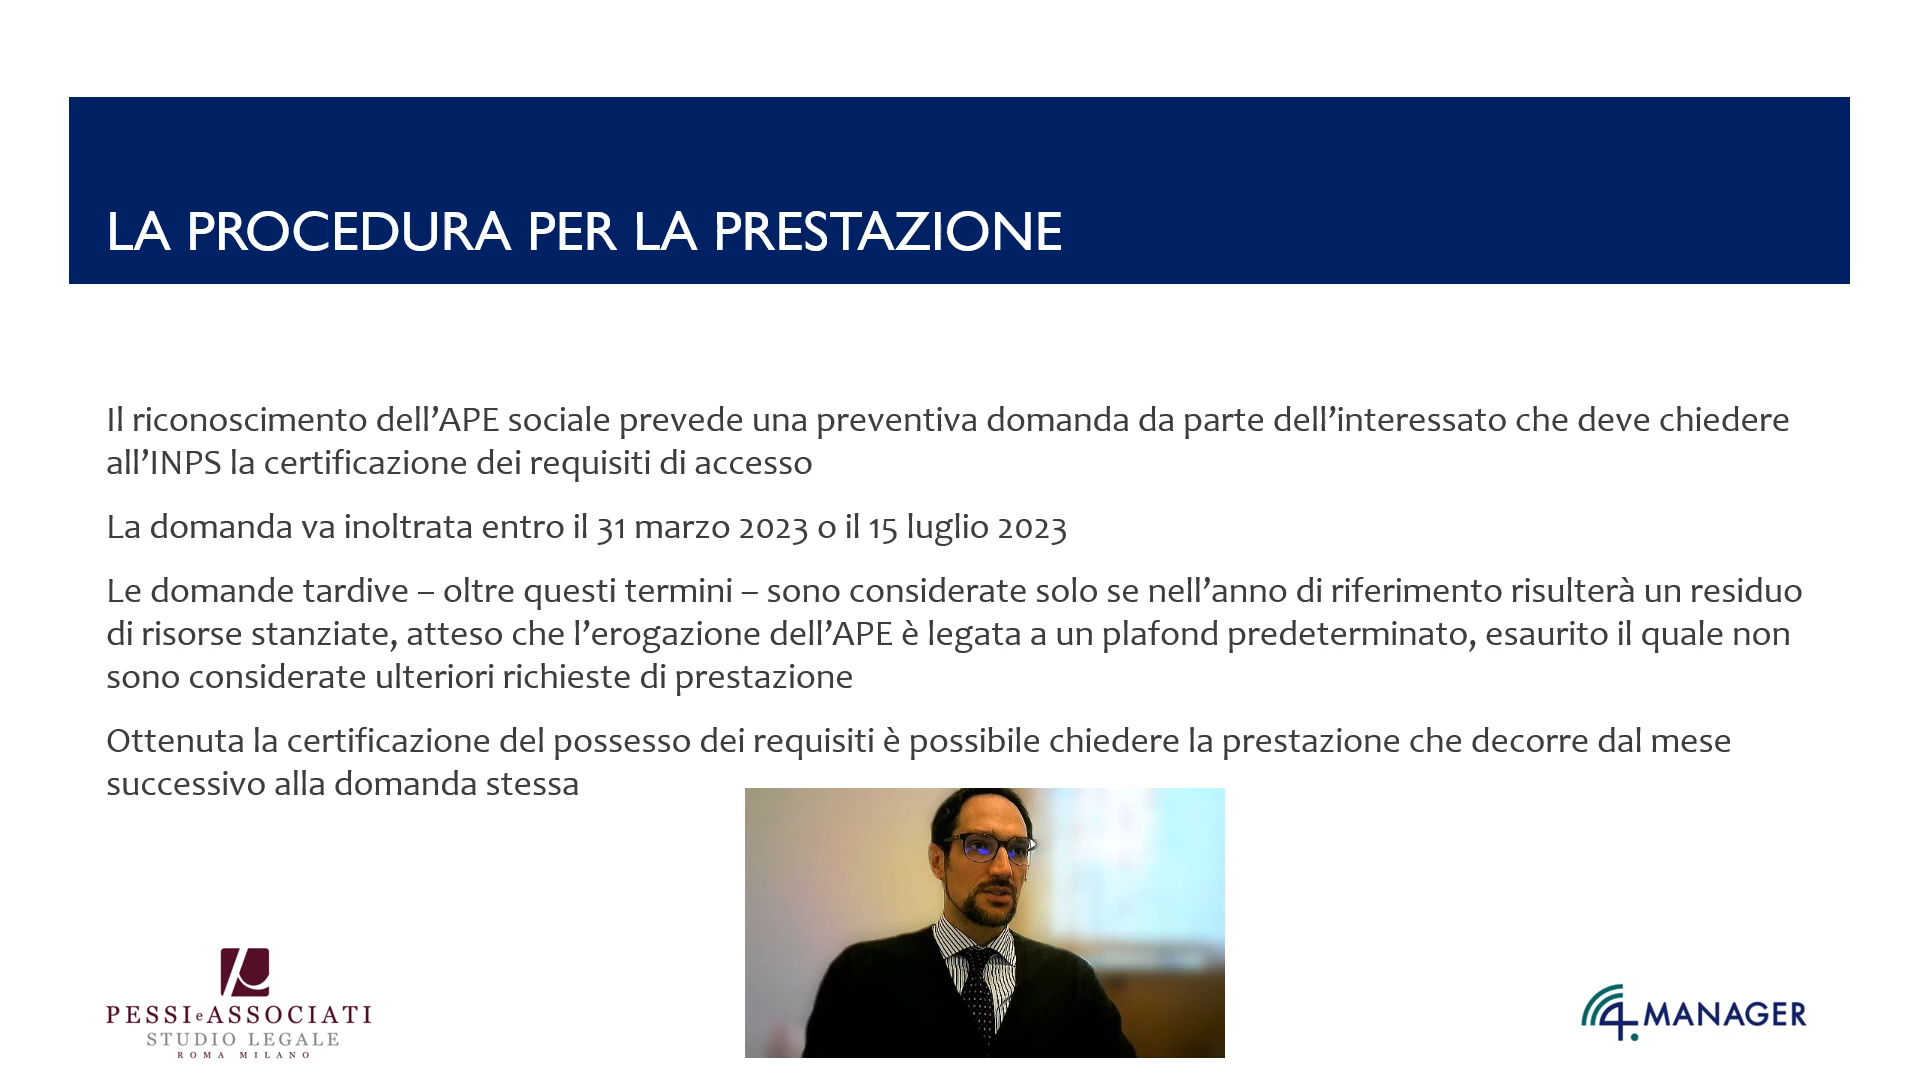 LA PROCEDURA PER LA PRESTAZIONE
Il riconoscimento dell’APE sociale prevede una preventiva domanda da parte dell’interessato che deve chiedere
all’INPS la certificazione dei requisiti di accesso
La domanda va inoltrata entro il 31 marzo 2023 o il 15 luglio 2023
Le domande tardive – oltre questi termini – sono considerate solo se nell’anno di riferimento risulterà un residuo
di risorse stanziate, atteso che l’erogazione dell’APE è legata a un plafond predeterminato, esaurito il quale non
sono considerate ulteriori richieste di prestazione
Ottenuta la certificazione del possesso dei requisiti è possibile chiedere la prestazione che decorre dal mese
successivo alla domanda stessa
PESSI e ASSOCIATI
STUDIO LEGALE
ROMA MILANO
4.MANAGER